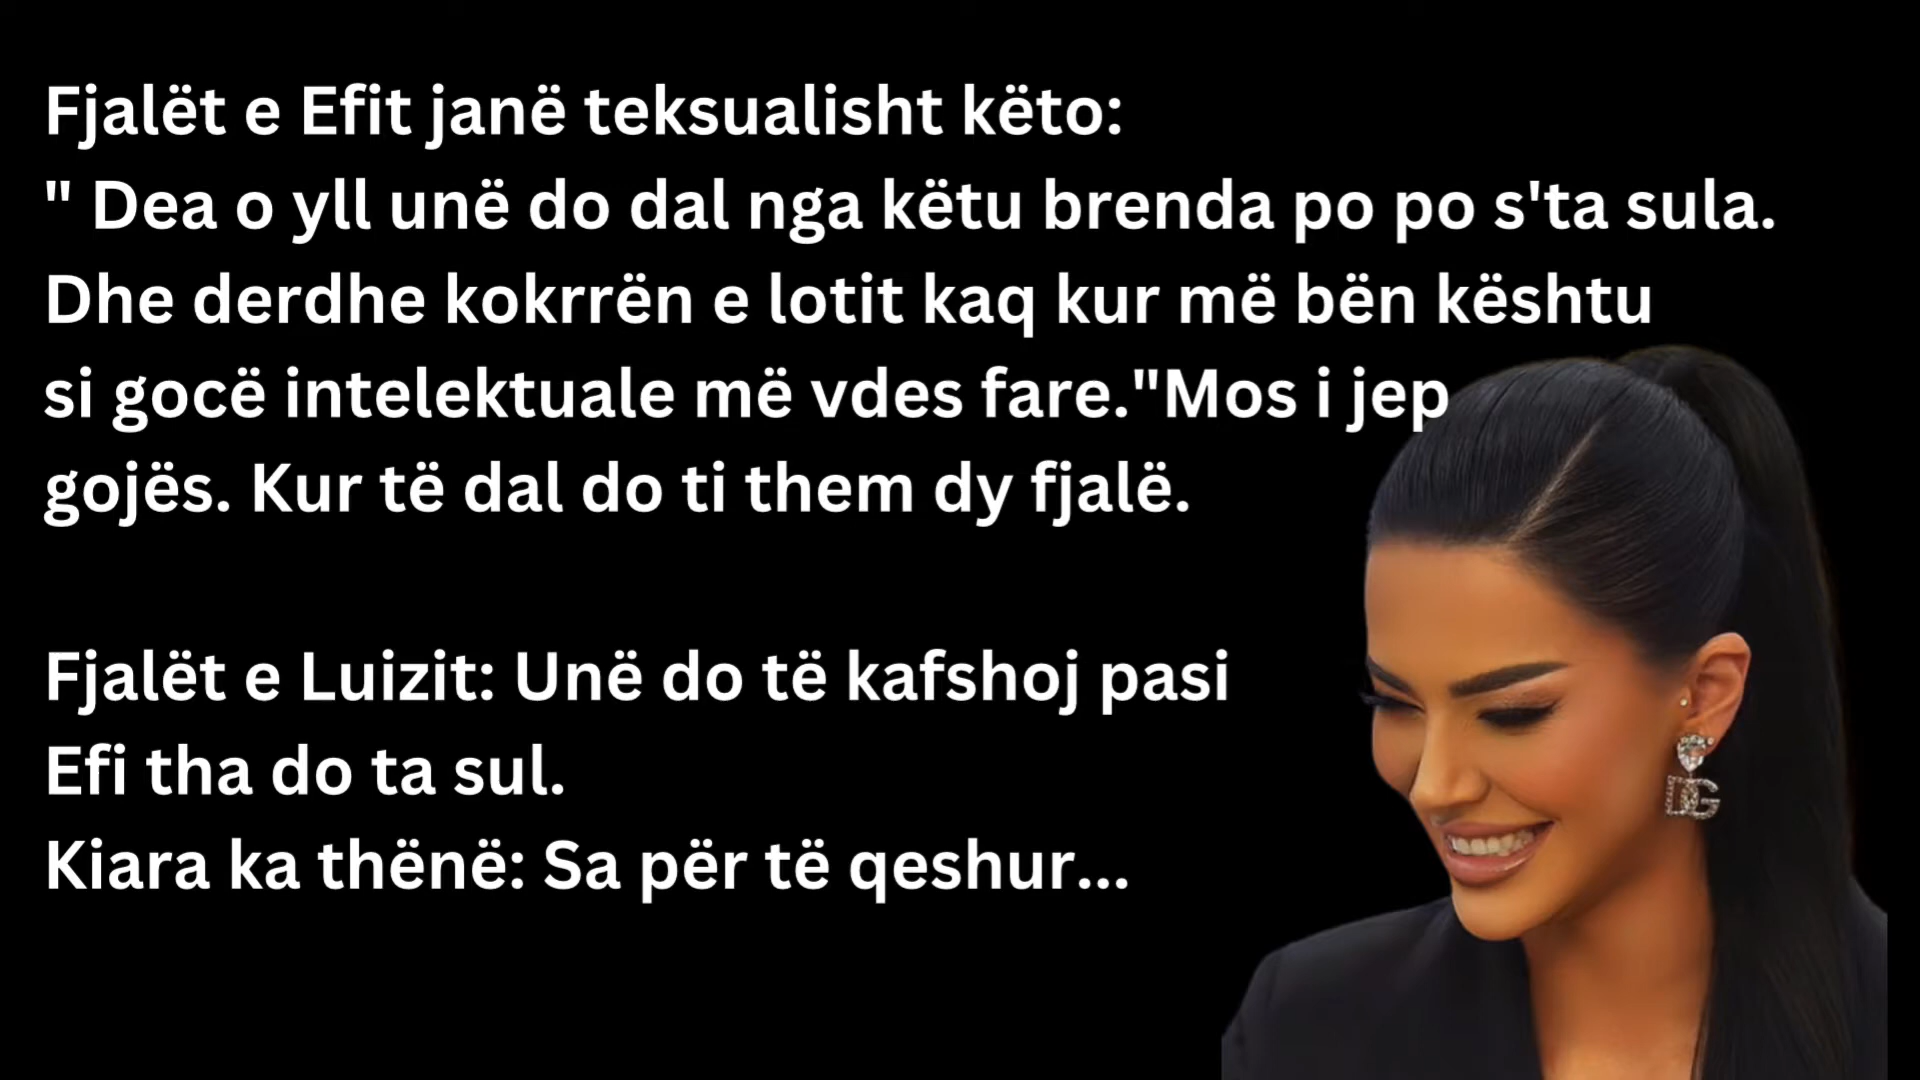 Fjalët e Efit janë teksualisht këto:
" Dea o yll unë do dal nga këtu brenda po po s'ta sula.
Dhe derdhe kokrrën e lotit kaq kur më bën kështu
si gocë intelektuale më vdes fare."Mos i jep
gojës. Kur të dal do ti them dy fjalë.
Fjalët e Luizit: Unë do të kafshoj pasi
Efi tha do ta sul.
Kiara ka thënë: Sa për të qeshur...
DG